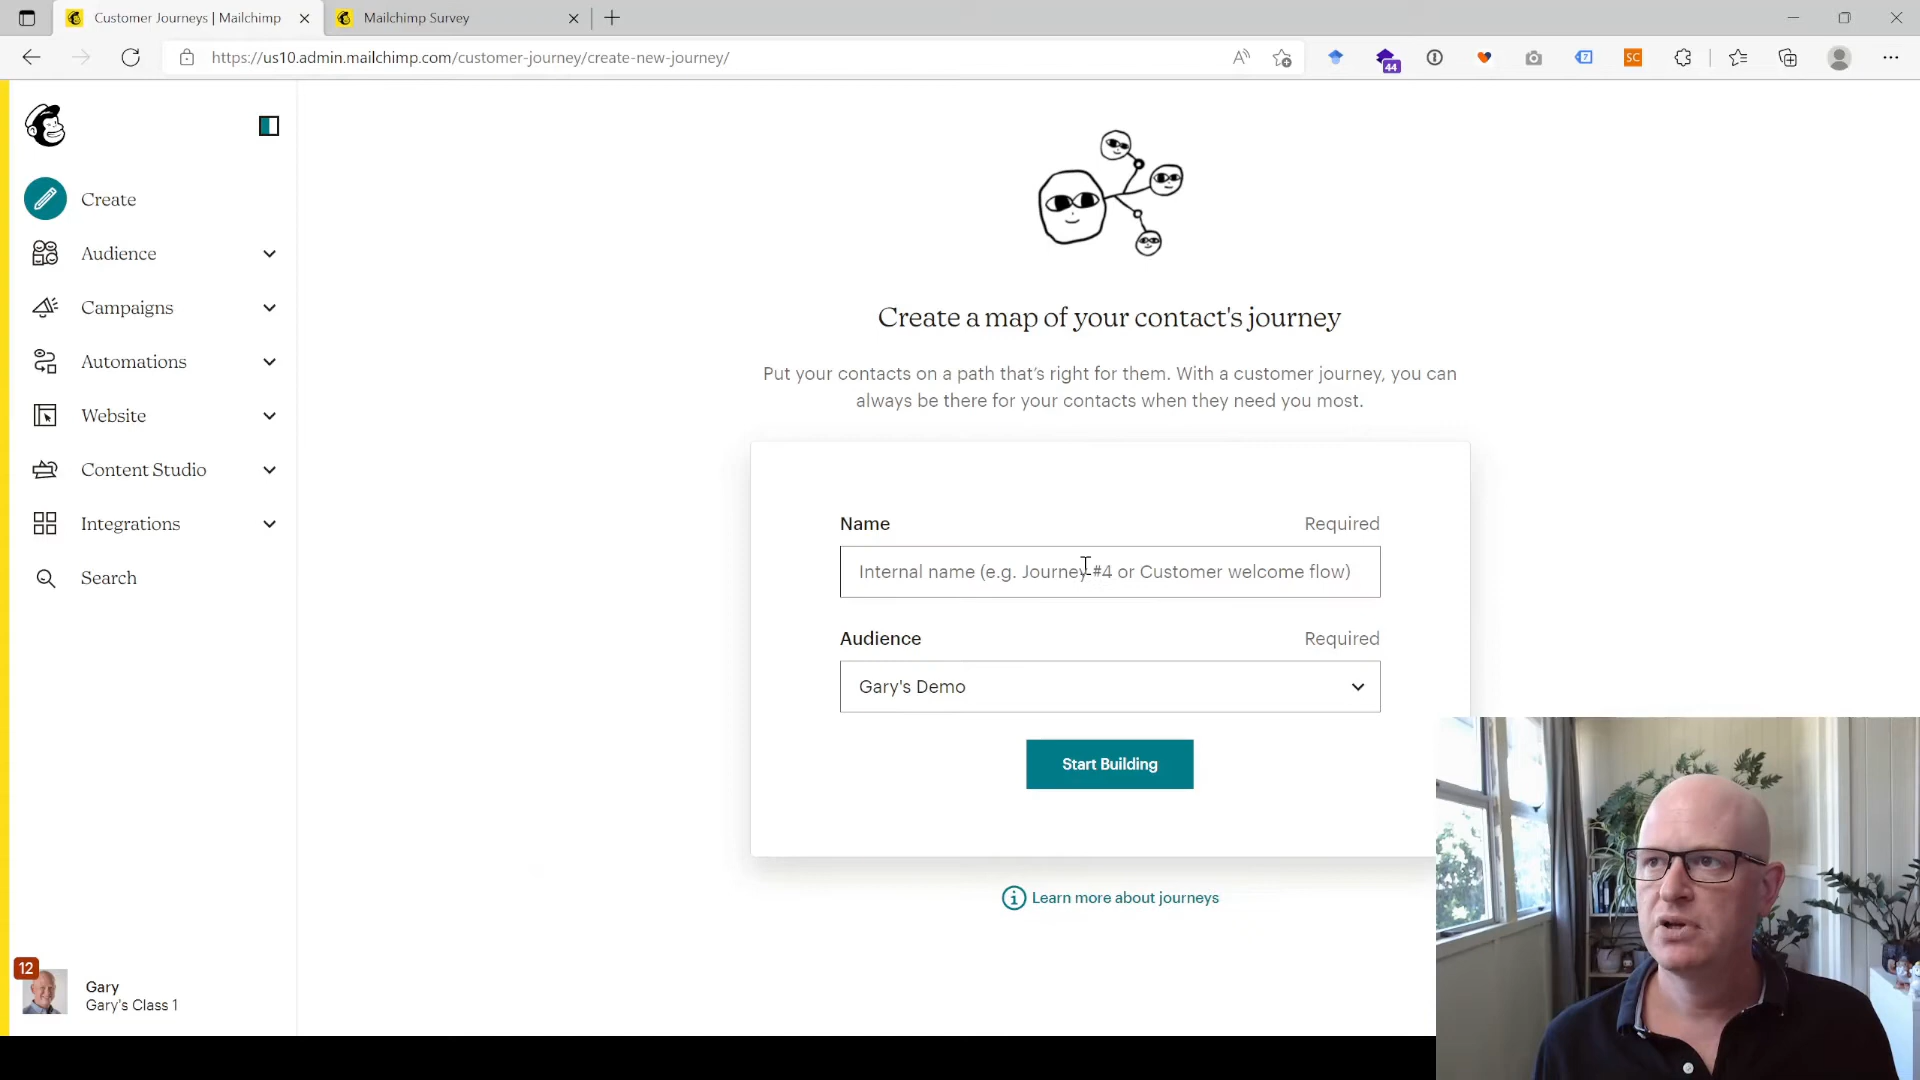 Customer Journeys | Mailchimp
Mailchimp Survey
https://us10.admin.mailchimp.com/customer-journey/create-new-journey/
44
7
SC
Create
Audience
Campaigns
Automations
Website
Content Studio
Integrations
Search
Create a map of your contact's journey
Put your contacts on a path that's right for them. With a customer journey, you can
always be there for your contacts when they need you most.
Name Required
Internal name (e.g. Journey #4 or Customer welcome flow)
Audience Required
Gary's Demo
Start Building
Learn more about journeys
12
Gary
Gary's Class 1